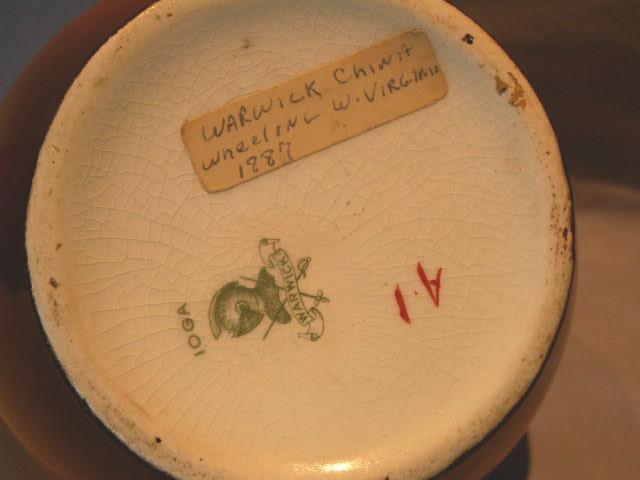 WARWICK CHINA
WHEELING W. VIRGINIA
1887
WARWICK
IOGA
A.1